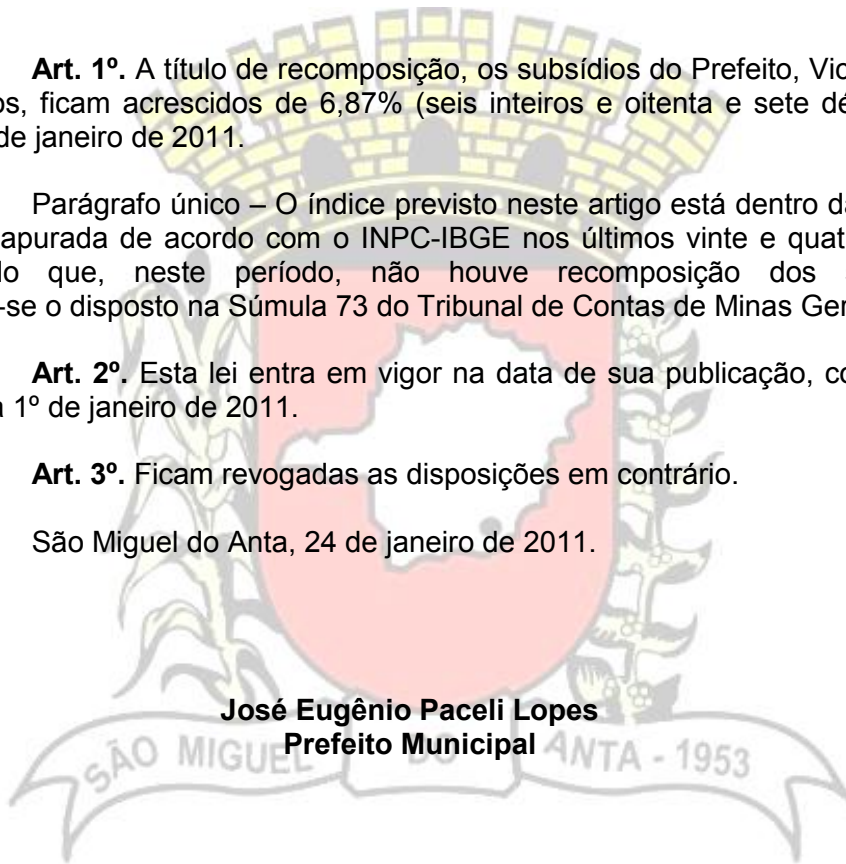 Art. 1º. A título de recomposição, os subsídios do Prefeito, Vic
os, ficam acrescidos de 6,87% (seis inteiros e oitenta e sete dé
de janeiro de 2011.
Parágrafo único – O índice previsto neste artigo está dentro da
apurada de acordo com o INPC-IBGE nos últimos vinte e quat
do que, neste período, não houve recomposição dos
-se o disposto na Súmula 73 do Tribunal de Contas de Minas Ger
Art. 2º. Esta lei entra em vigor na data de sua publicação, co
a 1º de janeiro de 2011.
Art. 3º. Ficam revogadas as disposições em contrário.
São Miguel do Anta, 24 de janeiro de 2011.
José Eugênio Paceli Lopes
Prefeito Municipal
SÃO MIGUEL DO ANTA - 1953